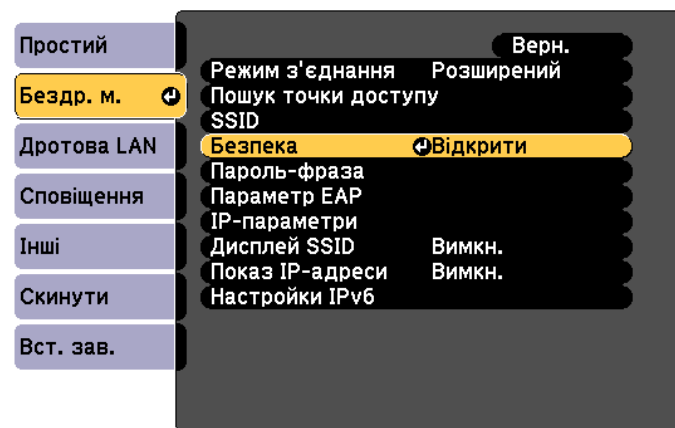 Простий
Бездр. м.
Дротова LAN
Сповіщення
Інші
Скинути
Вст. зав.
Верн.
Режим з'єднання Розширений
Пошук точки доступу
SSID
Безпека Відкрити
Пароль-фраза
Параметр EAP
IP-параметри
Дисплей SSID Вимкн.
Показ IP-адреси Вимкн.
Настройки IPv6